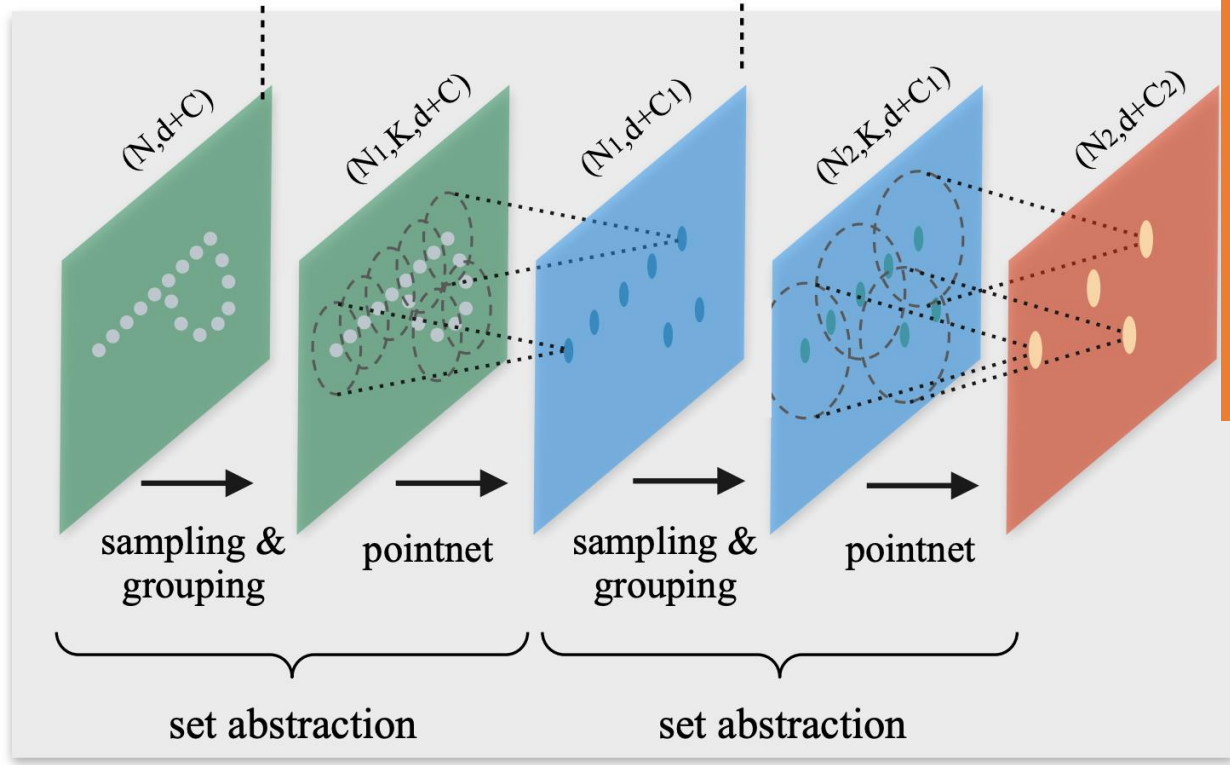 (N,d+C)
(N1,K,d+C)
(N1,d+C1)
(N2,K,d+C1)
(N2,d+C2)
sampling &
grouping
pointnet
sampling &
grouping
pointnet
set abstraction
set abstraction